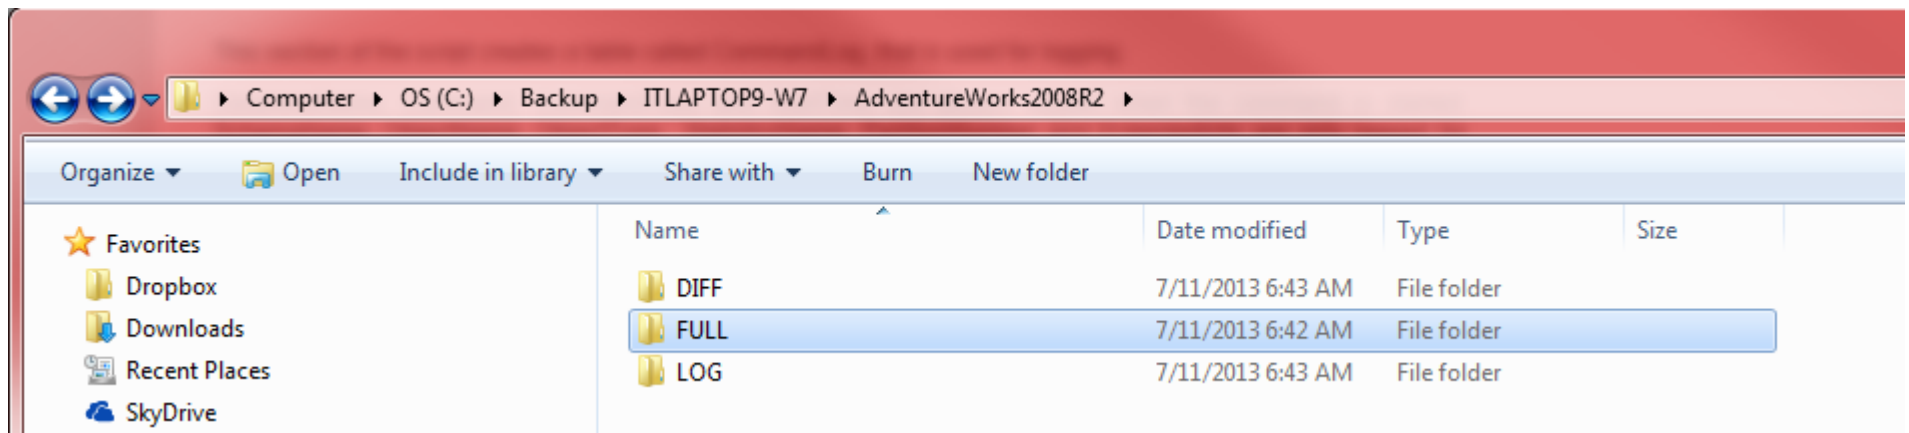 Computer OS (C:) Backup ITLAPTOP9-W7 AdventureWorks2008R2
Organize Open Include in library Share with Burn New folder
Name Date modified Type Size
Favorites
Dropbox
Downloads
Recent Places
SkyDrive
DIFF 7/11/2013 6:43 AM File folder
FULL 7/11/2013 6:42 AM File folder
LOG 7/11/2013 6:43 AM File folder